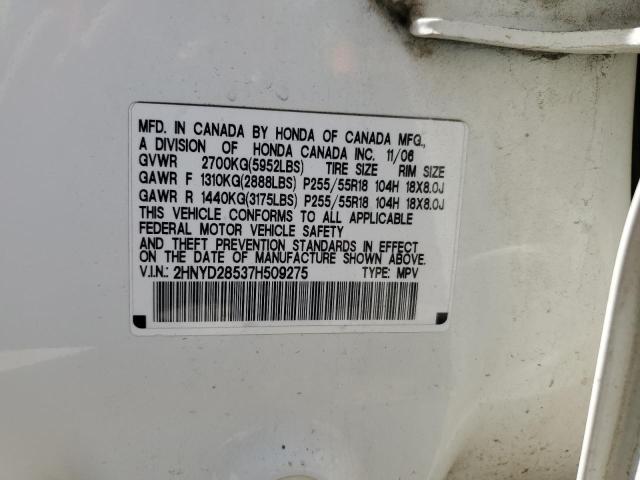 MFD. IN CANADA BY HONDA OF CANADA MFG.,
A DIVISION OF HONDA CANADA INC. 11/06
GVWR 2700KG(5952LBS) TIRE SIZE RIM SIZE
GAWR F 1310KG(2888LBS) P255/55R18 104H 18X8.0J
GAWR R 1440KG(3175LBS) P255/55R18 104H 18X8.0J
THIS VEHICLE CONFORMS TO ALL APPLICABLE
FEDERAL MOTOR VEHICLE SAFETY
AND THEFT PREVENTION STANDARDS IN EFFECT
ON THE DATE OF MANUFACTURE SHOWN ABOVE.
V.I.N.: 2HNYD28537H509275 TYPE: MPV